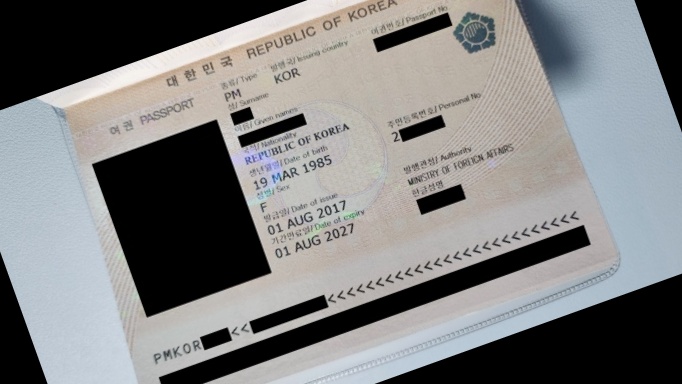 대한민국 REPUBLIC OF KOREA
여권 PASSPORT
종류/ Type 발행국/ Issuing country 여권번호/ Passport No
PM KOR
성/ Surname
이름/ Given names
국적/ Nationality 주민등록번호/ Personal No
REPUBLIC OF KOREA 2
생년월일/ Date of birth
19 MAR 1985
성별/ Sex 발행관청/ Authority
F MINISTRY OF FOREIGN AFFAIRS
발급일/ Date of issue 한글성명
01 AUG 2017
기간만료일/ Date of expiry
01 AUG 2027
PMKOR<<<<<<<<<<<<<<<<<<<<<<<<<<<